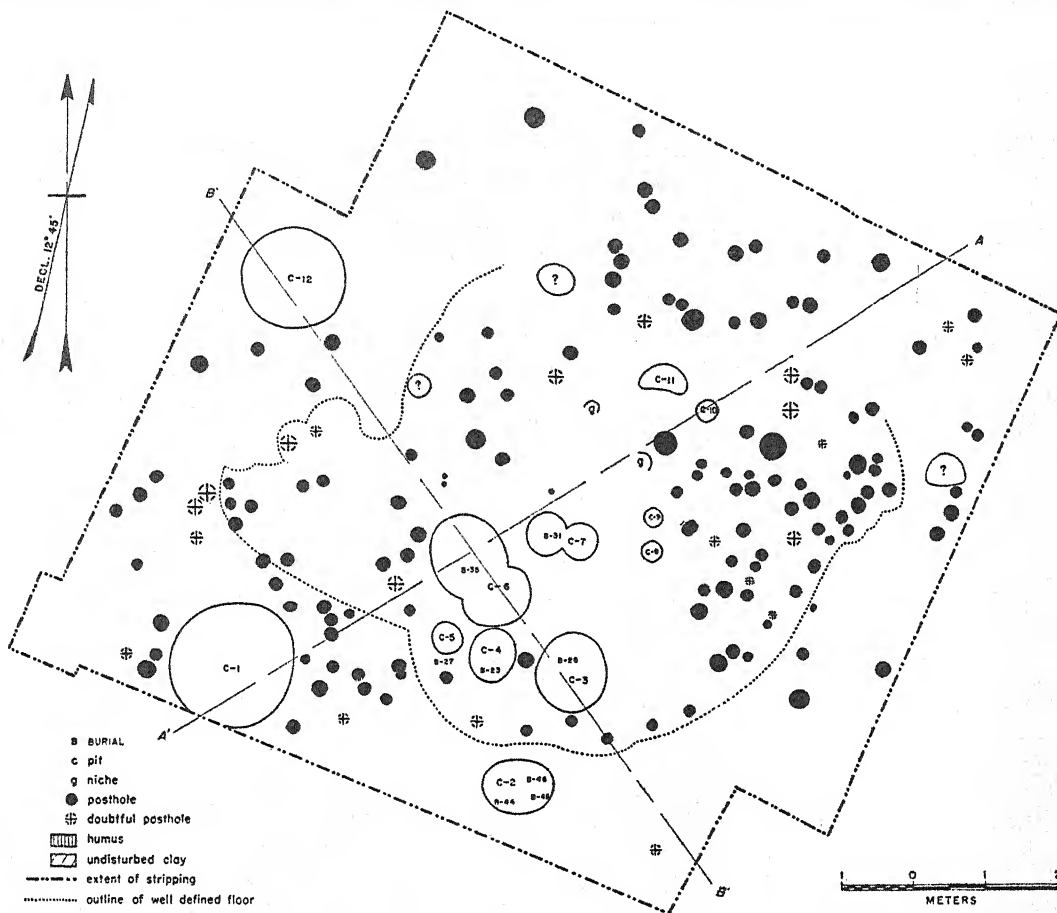 DECL. 12° 45'
B'
A
C-12
?
?
C-11
C-10
g
g
?
C-9
C-8
B-31
C-7
B-35
C-6
C-5
B-27
C-4
B-23
B-29
C-3
C-1
A'
C-2
B-46
B-45
B'
B BURIAL
c pit
g niche
posthole
doubtful posthole
humus
undisturbed clay
extent of stripping
outline of well defined floor
1 0 1 2
METERS